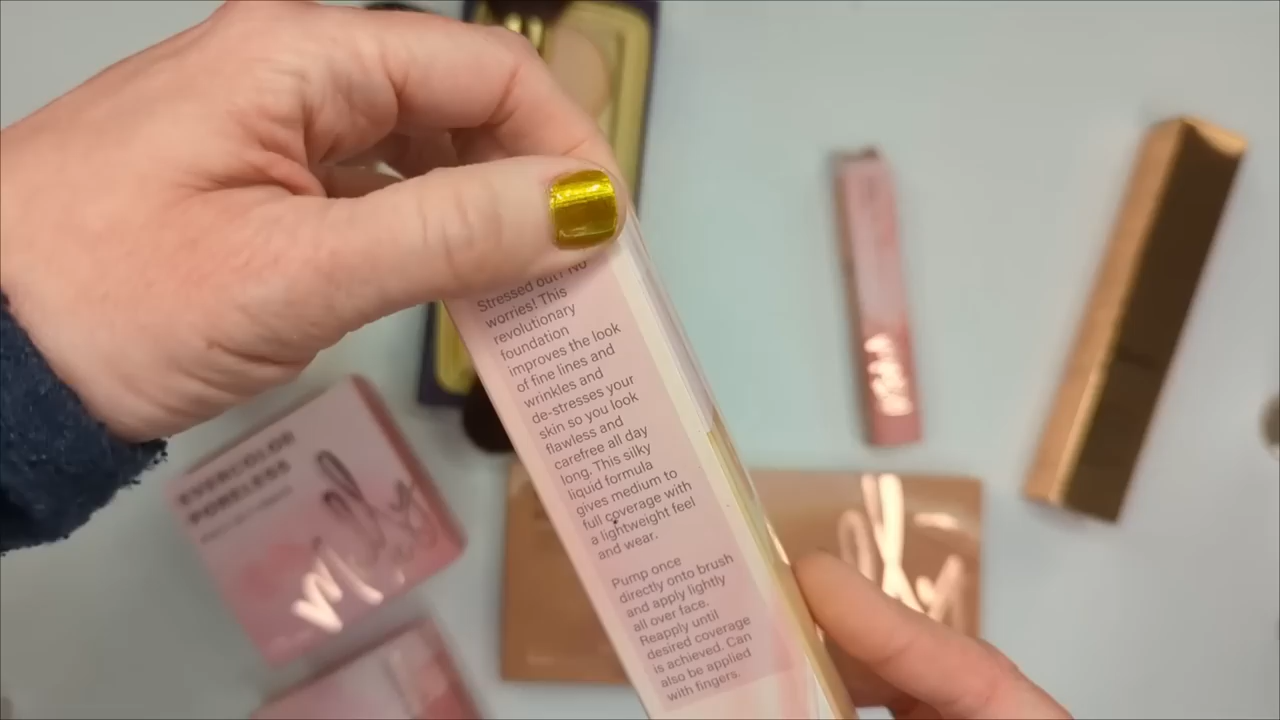 Stressed out? No
worries! This
revolutionary
foundation
improves the look
of fine lines and
wrinkles and
de-stresses your
skin so you look
flawless and
carefree all day
long. This silky
liquid formula
gives medium to
full coverage with
a lightweight feel
and wear.
Pump once
directly onto brush
and apply lightly
all over face.
Reapply until
desired coverage
is achieved. Can
also be applied
with fingers.
EVERCOLOR
PORELESS